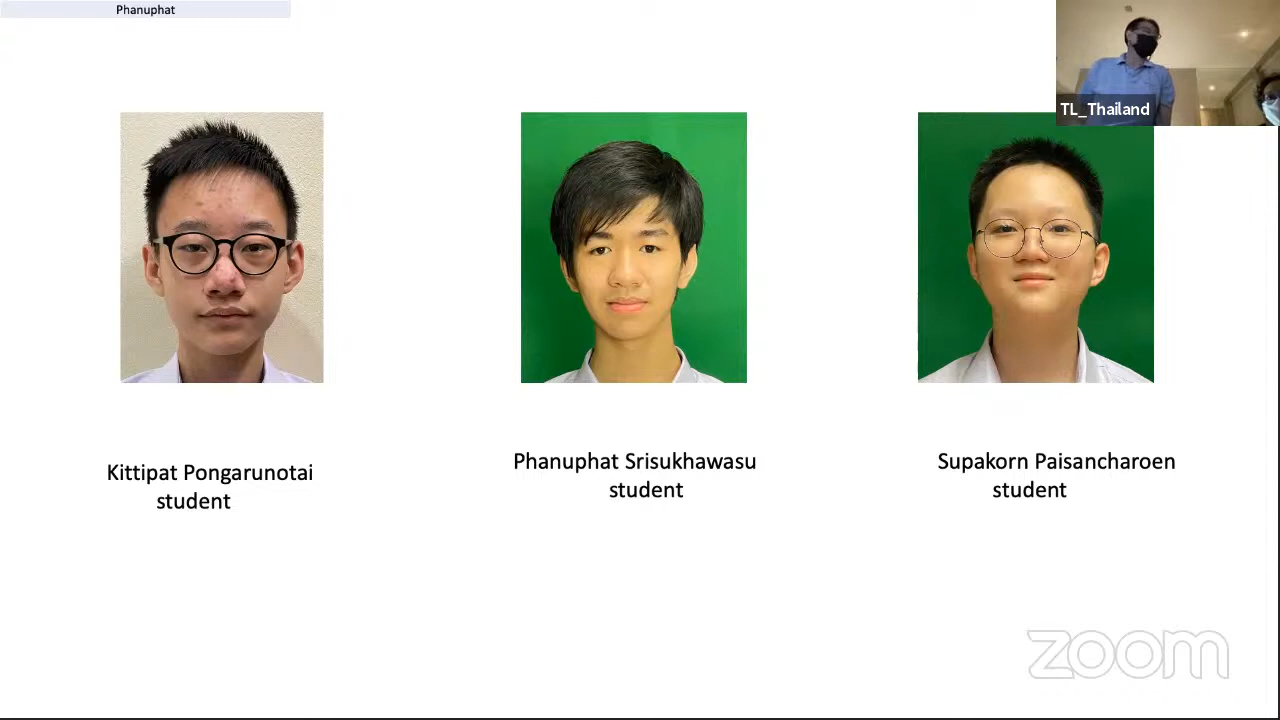 Phanuphat
TL_Thailand
Kittipat Pongarunotai
student
Phanuphat Srisukhawasu
student
Supakorn Paisancharoen
student
zoom